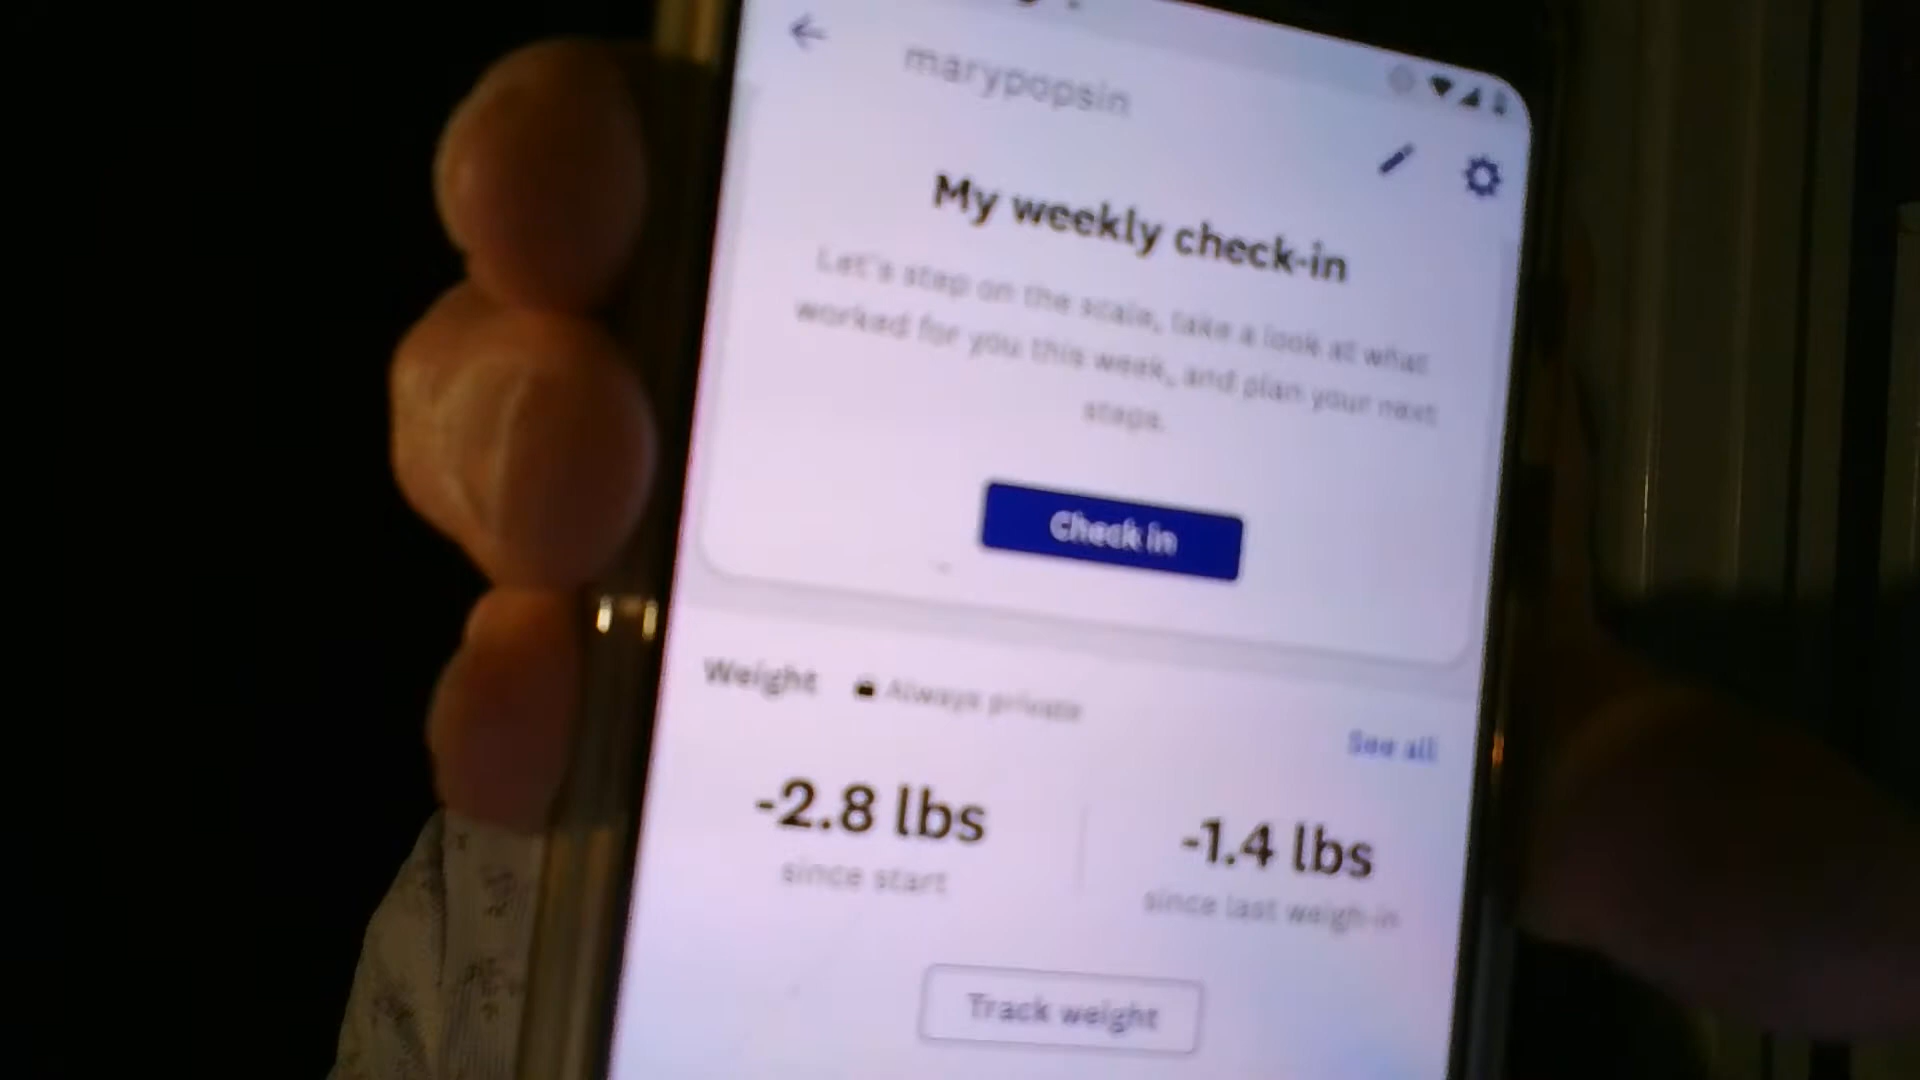 marypopsin
My weekly check-in
Let's step on the scale, take a look at what
worked for you this week, and plan your next
steps.
Check in
Weight Always private
See all
-2.8 lbs
-1.4 lbs
since start
since last weigh-in
Track weight